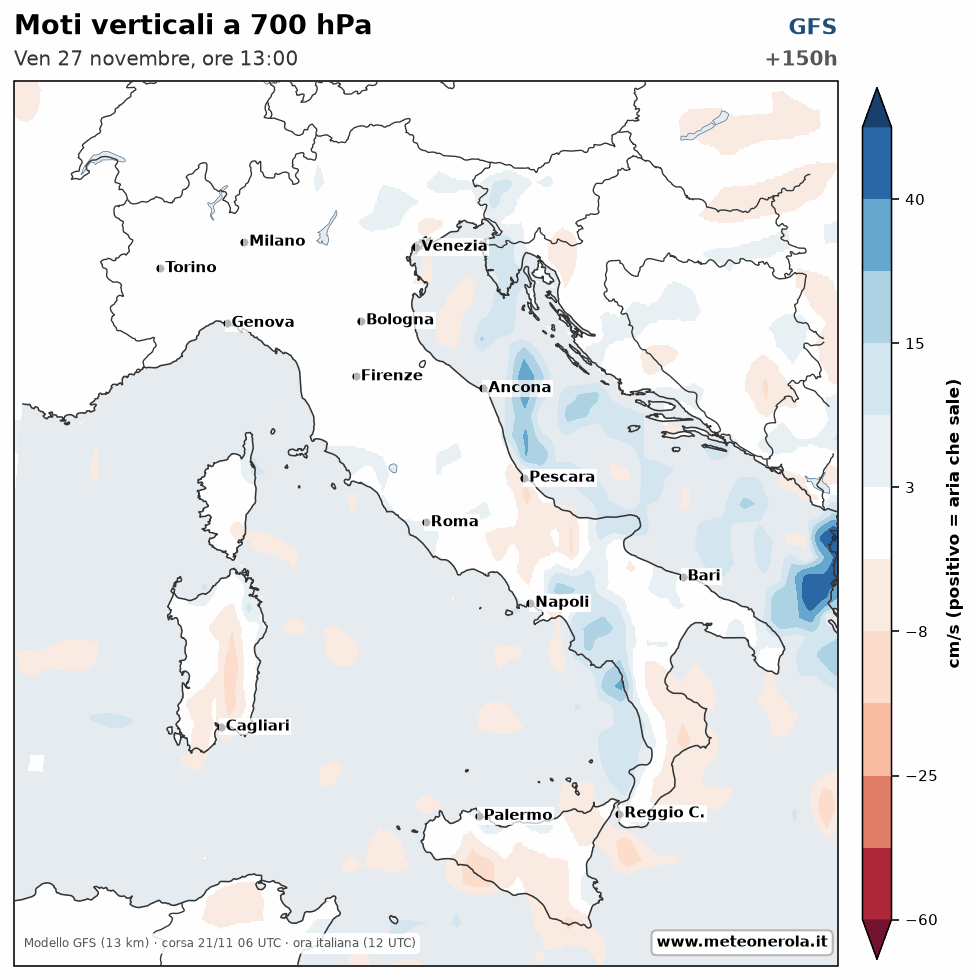 Moti verticali a 700 hPa
GFS
Ven 27 novembre, ore 13:00
+150h
Milano
Venezia
Torino
Genova
Bologna
Firenze
Ancona
Pescara
Roma
Bari
Napoli
Cagliari
Palermo
Reggio C.
40
15
3
−8
−25
−60
cm/s (positivo = aria che sale)
Modello GFS (13 km) · corsa 21/11 06 UTC · ora italiana (12 UTC)
www.meteonerola.it